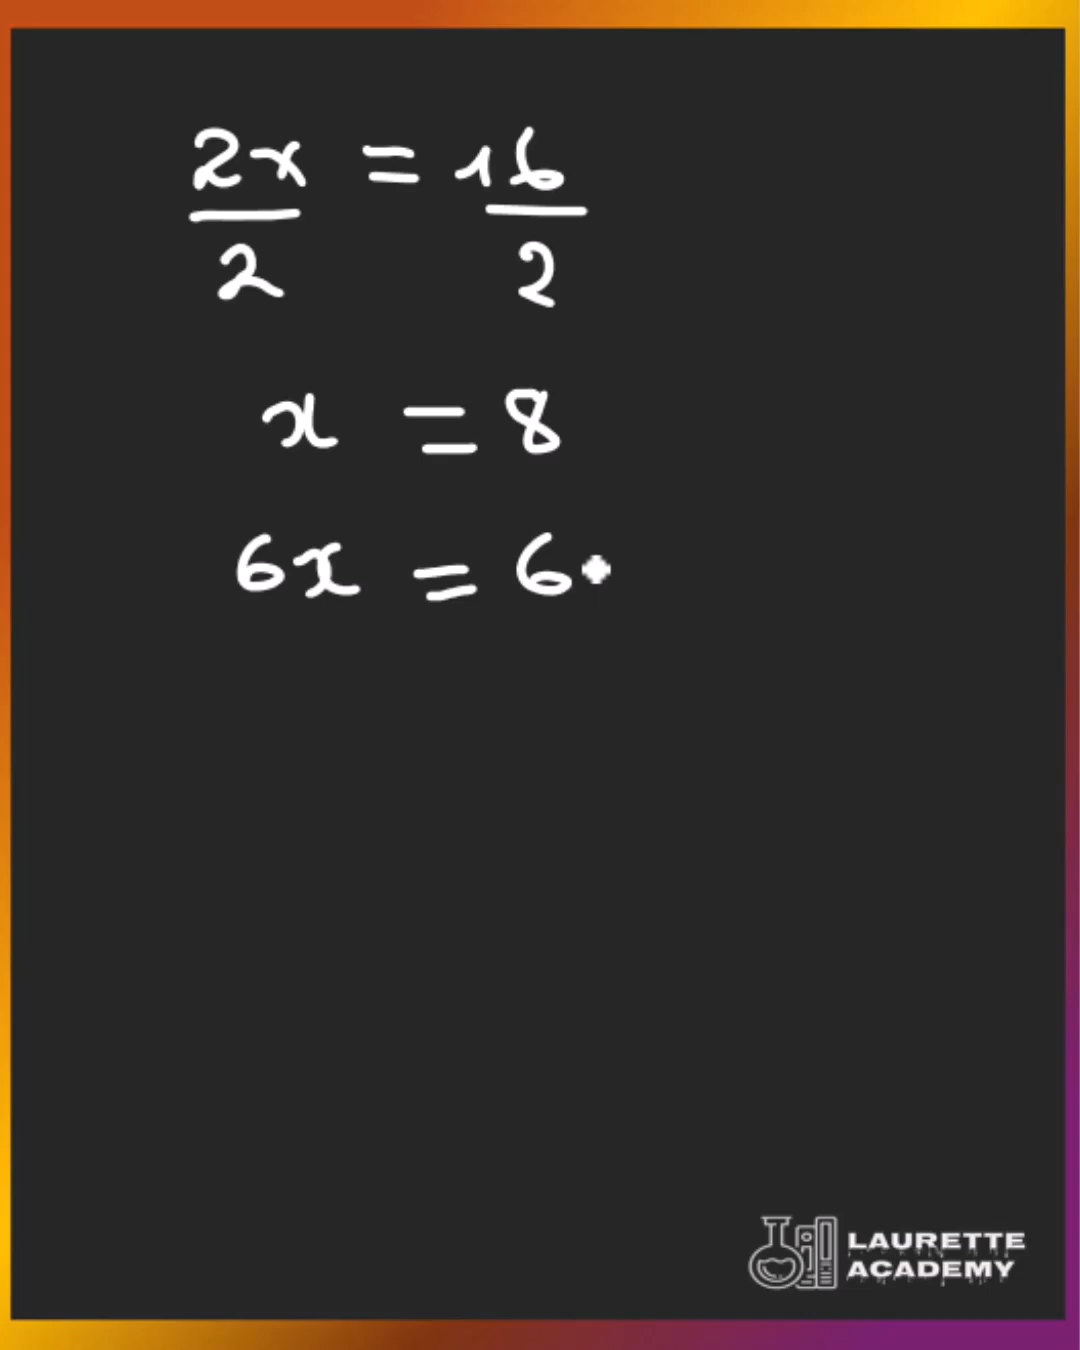 2x = 16
2 2
x = 8
6x = 6
LAURETTE
ACADEMY